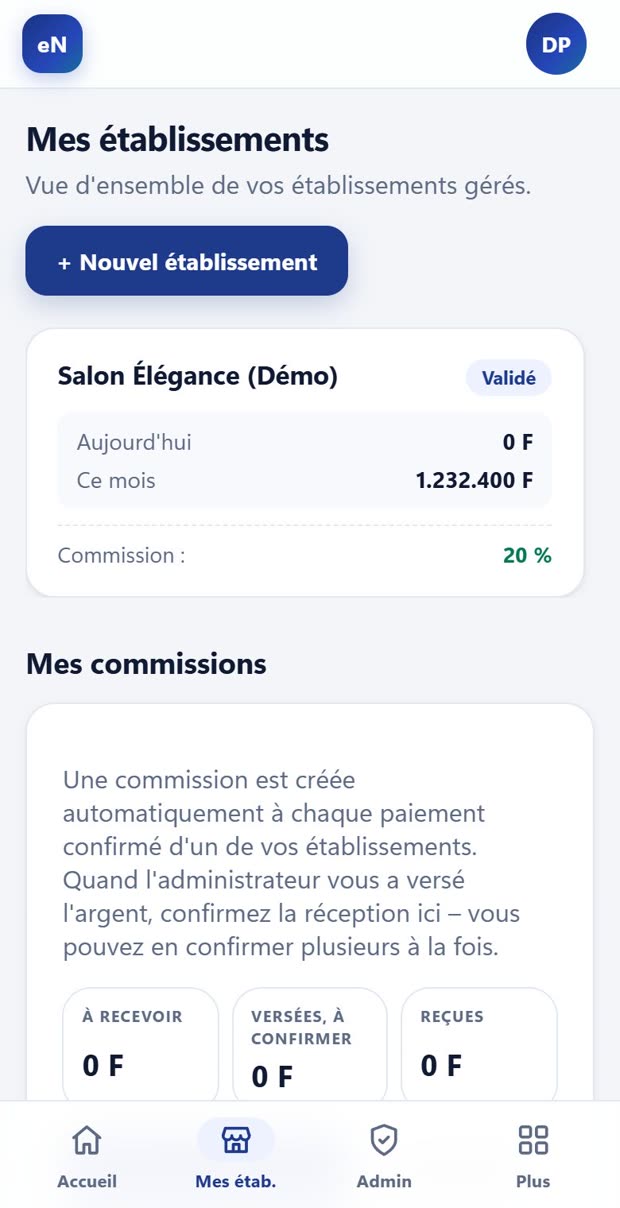 eN
DP
Mes établissements
Vue d'ensemble de vos établissements gérés.
+ Nouvel établissement
Salon Élégance (Démo)
Validé
Aujourd'hui 0 F
Ce mois 1.232.400 F
Commission : 20 %
Mes commissions
Une commission est créée
automatiquement à chaque paiement
confirmé d'un de vos établissements.
Quand l'administrateur vous a versé
l'argent, confirmez la réception ici – vous
pouvez en confirmer plusieurs à la fois.
À RECEVOIR
0 F
VERSÉES, À
CONFIRMER
0 F
REÇUES
0 F
Accueil
Mes étab.
Admin
Plus